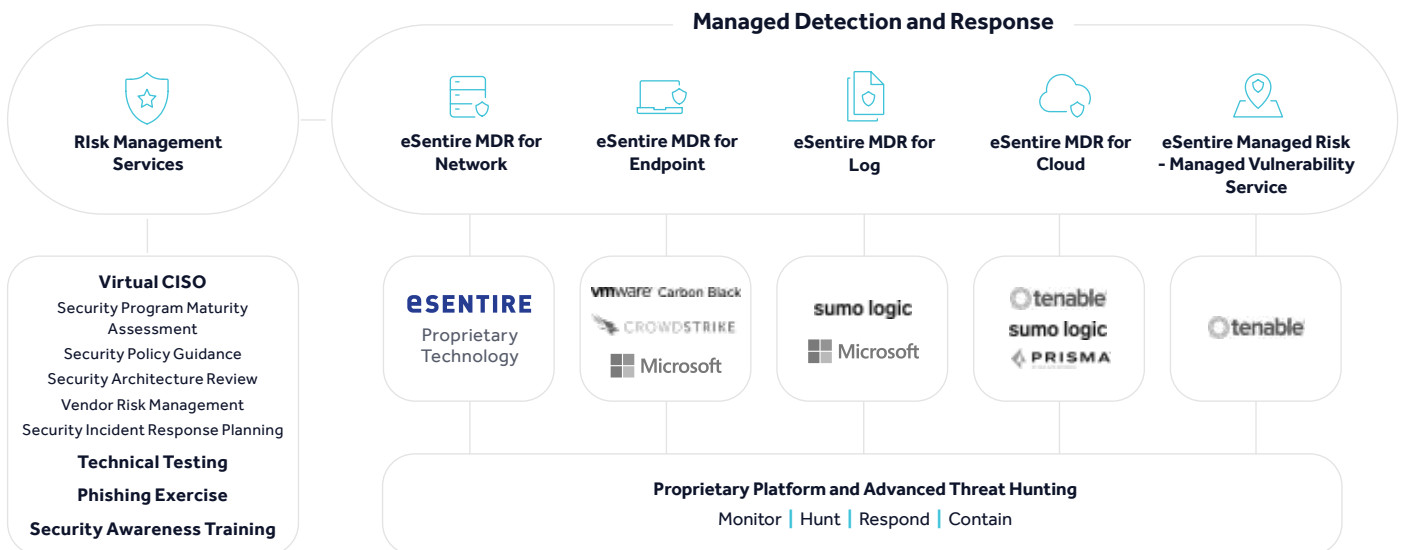 Managed Detection and Response
RIsk Management
Services
eSentire MDR for
Network
eSentire MDR for
Endpoint
eSentire MDR for
Log
eSentire MDR for
Cloud
eSentire Managed Risk
- Managed Vulnerability
Service
Virtual CISO
Security Program Maturity
Assessment
Security Policy Guidance
Security Architecture Review
Vendor Risk Management
Security Incident Response Planning
Technical Testing
Phishing Exercise
Security Awareness Training
eSENTIRE
Proprietary
Technology
vmware Carbon Black
CROWDSTRIKE
Microsoft
sumo logic
Microsoft
tenable
sumo logic
PRISMA
tenable
Proprietary Platform and Advanced Threat Hunting
Monitor | Hunt | Respond | Contain